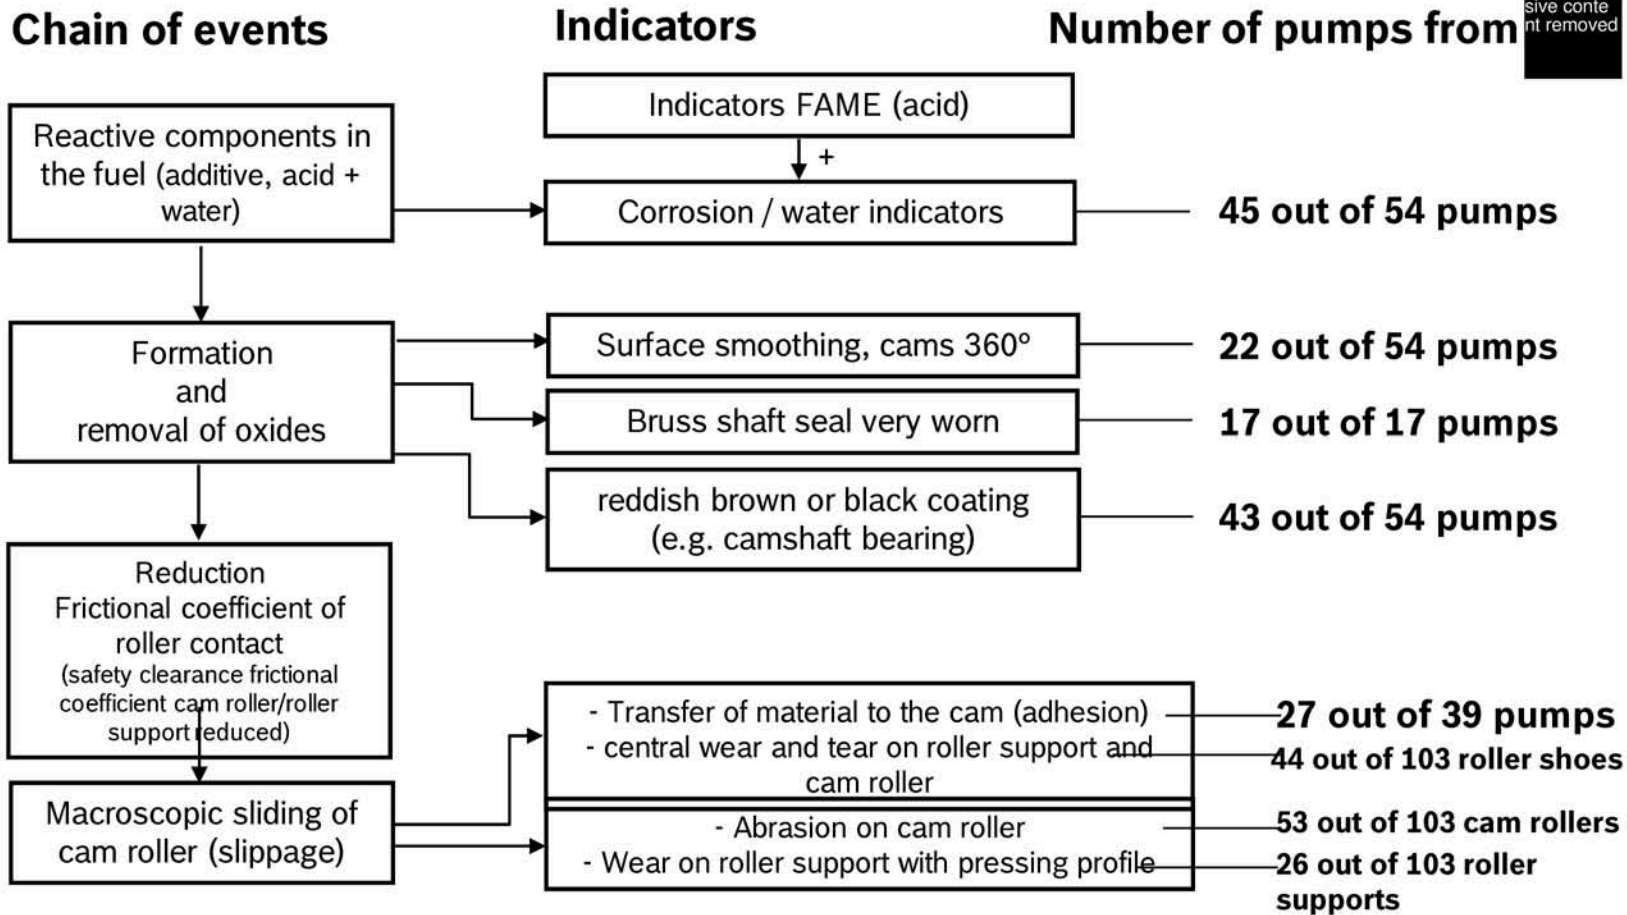 Chain of events
Indicators
Number of pumps from
sive conte
nt removed
Indicators FAME (acid)
Reactive components in
the fuel (additive, acid +
water)
+
Corrosion / water indicators
45 out of 54 pumps
Formation
and
removal of oxides
Surface smoothing, cams 360°
22 out of 54 pumps
Bruss shaft seal very worn
17 out of 17 pumps
reddish brown or black coating
(e.g. camshaft bearing)
43 out of 54 pumps
Reduction
Frictional coefficient of
roller contact
(safety clearance frictional
coefficient cam roller/roller
support reduced)
- Transfer of material to the cam (adhesion)
27 out of 39 pumps
- central wear and tear on roller support and
cam roller
44 out of 103 roller shoes
Macroscopic sliding of
cam roller (slippage)
- Abrasion on cam roller
53 out of 103 cam rollers
- Wear on roller support with pressing profile
26 out of 103 roller
supports